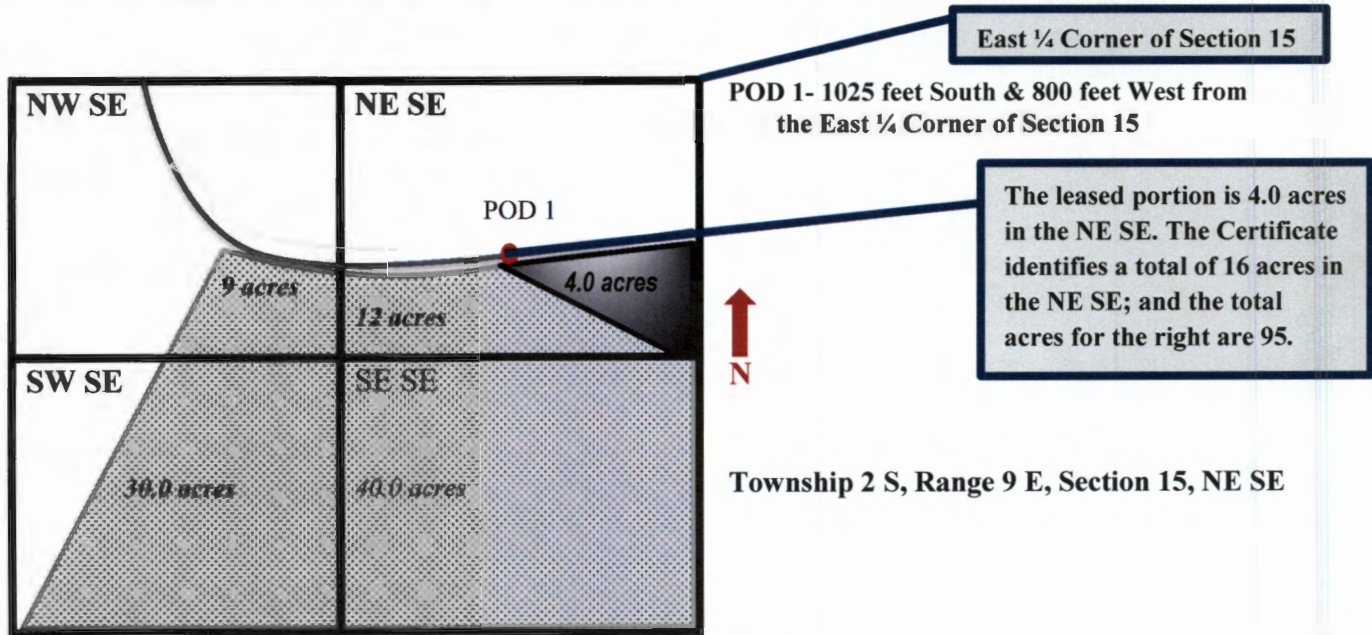 East ¼ Corner of Section 15
NW SE
NE SE
POD 1- 1025 feet South & 800 feet West from
the East ¼ Corner of Section 15
POD 1
The leased portion is 4.0 acres
in the NE SE. The Certificate
identifies a total of 16 acres in
the NE SE; and the total
acres for the right are 95.
9 acres
4.0 acres
12 acres
N
SW SE
SE SE
30.0 acres
40.0 acres
Township 2 S, Range 9 E, Section 15, NE SE